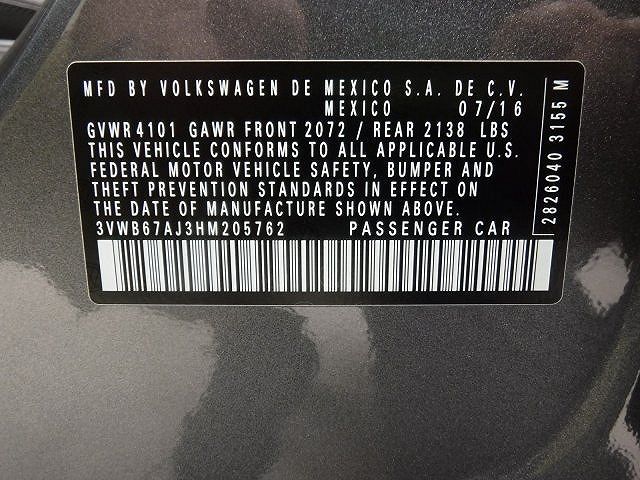 MFD BY VOLKSWAGEN DE MEXICO S.A. DE C.V.
MEXICO 07/16
GVWR 4101 GAWR FRONT 2072 / REAR 2138 LBS
THIS VEHICLE CONFORMS TO ALL APPLICABLE U.S.
FEDERAL MOTOR VEHICLE SAFETY, BUMPER AND
THEFT PREVENTION STANDARDS IN EFFECT ON
THE DATE OF MANUFACTURE SHOWN ABOVE.
3VWB67AJ3HM205762 PASSENGER CAR
2826040 3155 M